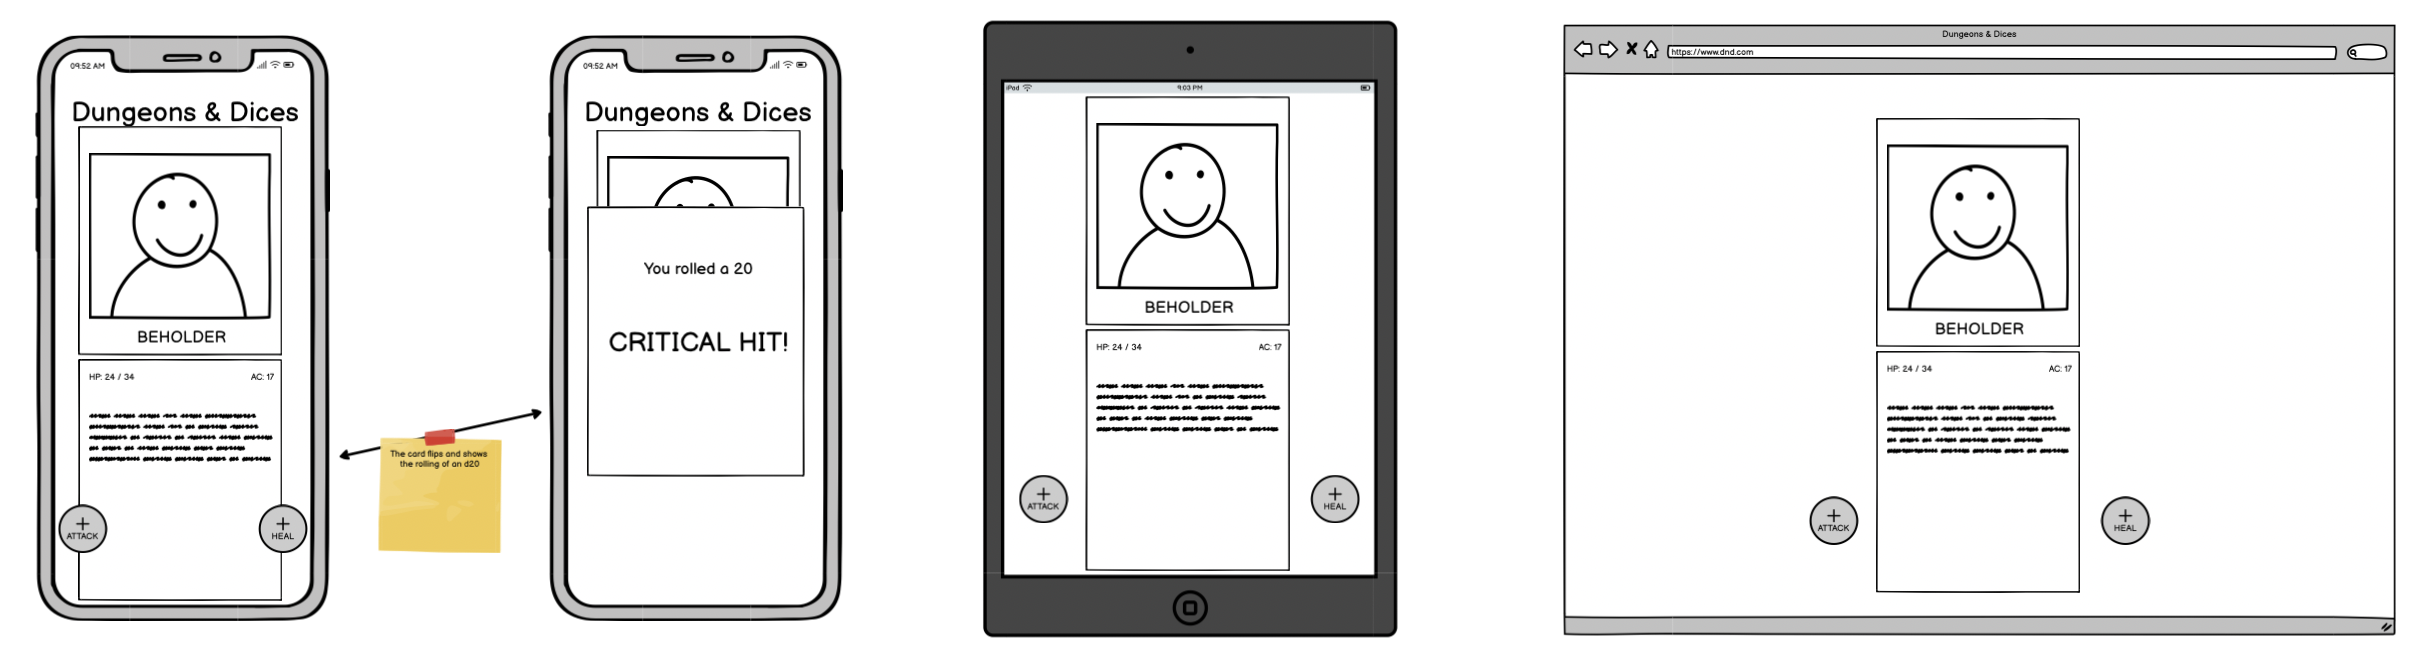 09:52 AM
Dungeons & Dices
BEHOLDER
HP: 24 / 34
AC: 17
+
ATTACK
+
HEAL
The card flips and shows
the rolling of an d20
09:52 AM
Dungeons & Dices
You rolled a 20
CRITICAL HIT!
iPod
9:03 PM
BEHOLDER
HP: 24 / 34
AC: 17
+
ATTACK
+
HEAL
Dungeons & Dices
https://www.dnd.com
BEHOLDER
HP: 24 / 34
AC: 17
+
ATTACK
+
HEAL